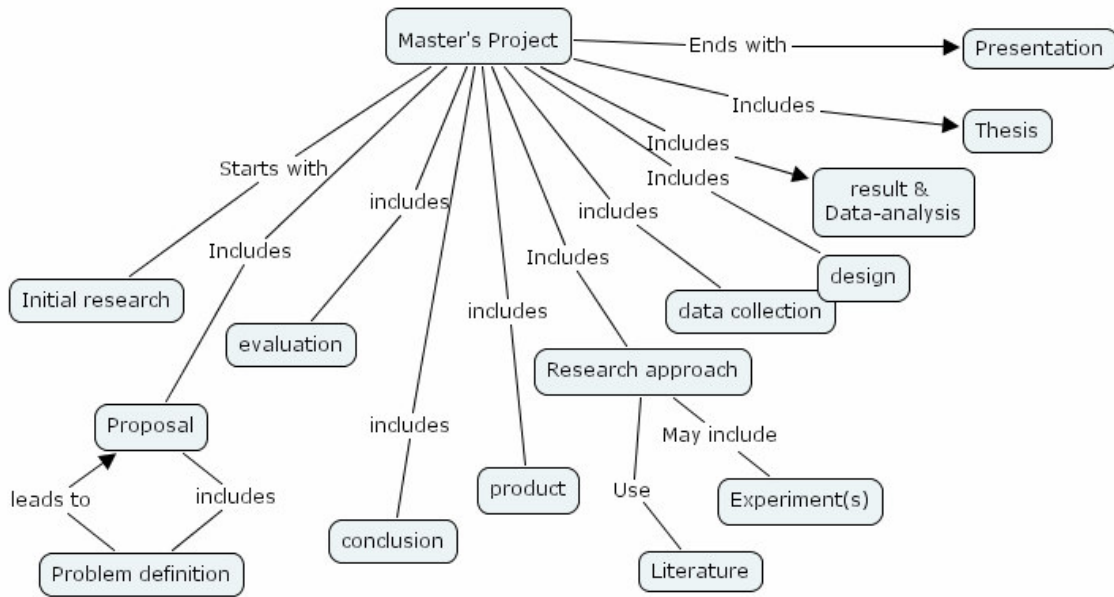 Master's Project
Ends with
Presentation
Includes
Thesis
Includes
result &
Data-analysis
Starts with
Includes
includes
includes
Includes
Includes
design
Initial research
data collection
includes
evaluation
Research approach
Proposal
includes
May include
leads to
includes
product
Use
Experiment(s)
conclusion
Problem definition
Literature